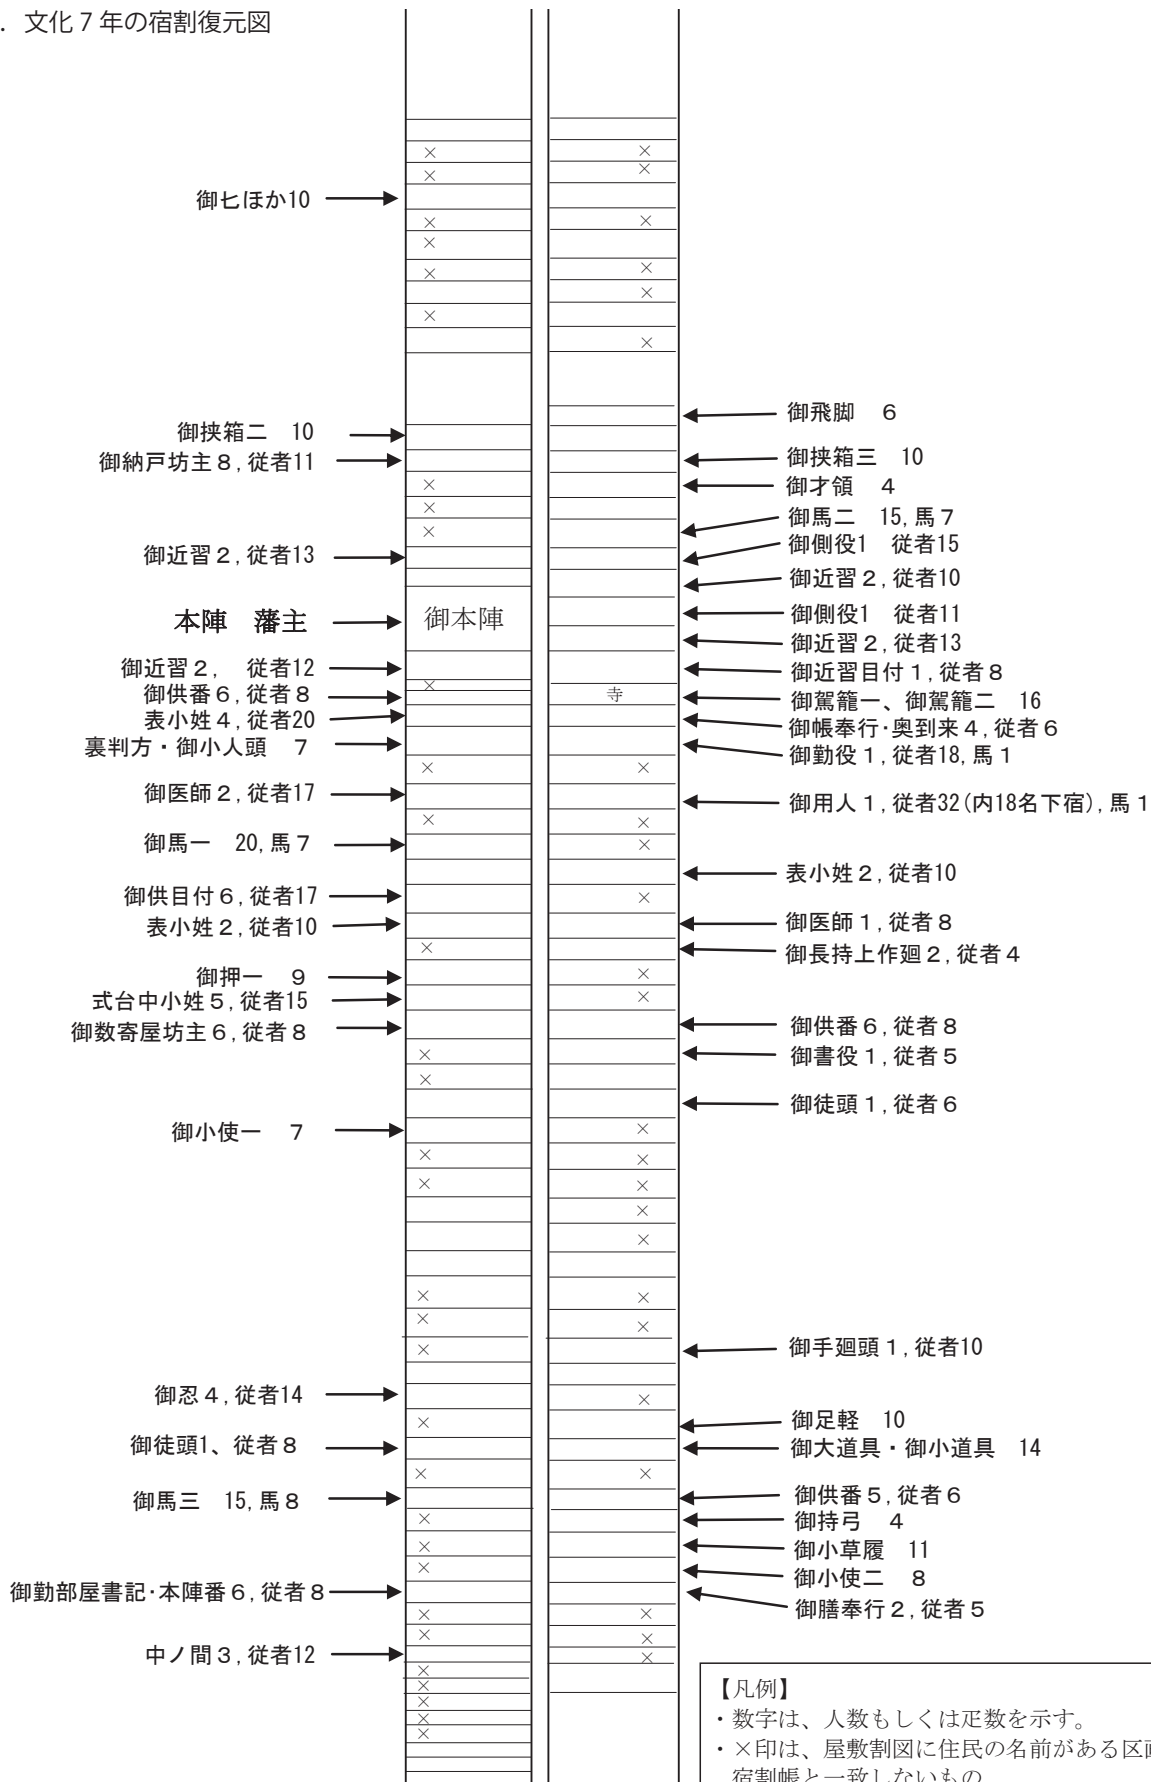 ．文化７年の宿割復元図
御匕ほか10
御挟箱二　10
御納戸坊主８,従者11
御近習２,従者13
本陣　藩主
御本陣
御近習２,　従者12
御供番６,従者８
表小姓４,従者20
裏判方・御小人頭　７
御医師２,従者17
御馬一　20,馬７
御供目付６,従者17
表小姓２,従者10
御押一　９
式台中小姓５,従者15
御数寄屋坊主６,従者８
御小使一　７
御忍４,従者14
御徒頭1、従者８
御馬三　15,馬８
御勤部屋書記･本陣番６,従者８
中ノ間３,従者12
御飛脚　６
御挟箱三　10
御才領　４
御馬二　15,馬７
御側役1　従者15
御近習２,従者10
御側役1　従者11
御近習２,従者13
御近習目付１,従者８
寺
御駕籠一、御駕籠二　16
御帳奉行･奥到来４,従者６
御勤役１,従者18,馬１
御用人１,従者32(内18名下宿),馬１
表小姓２,従者10
御医師１,従者８
御長持上作廻２,従者４
御供番６,従者８
御書役１,従者５
御徒頭１,従者６
御手廻頭１,従者10
御足軽　10
御大道具・御小道具　14
御供番５,従者６
御持弓　４
御小草履　11
御小使二　８
御膳奉行２,従者５
【凡例】
・数字は、人数もしくは疋数を示す。
・×印は、屋敷割図に住民の名前がある区画
宿割帳と一致しないもの